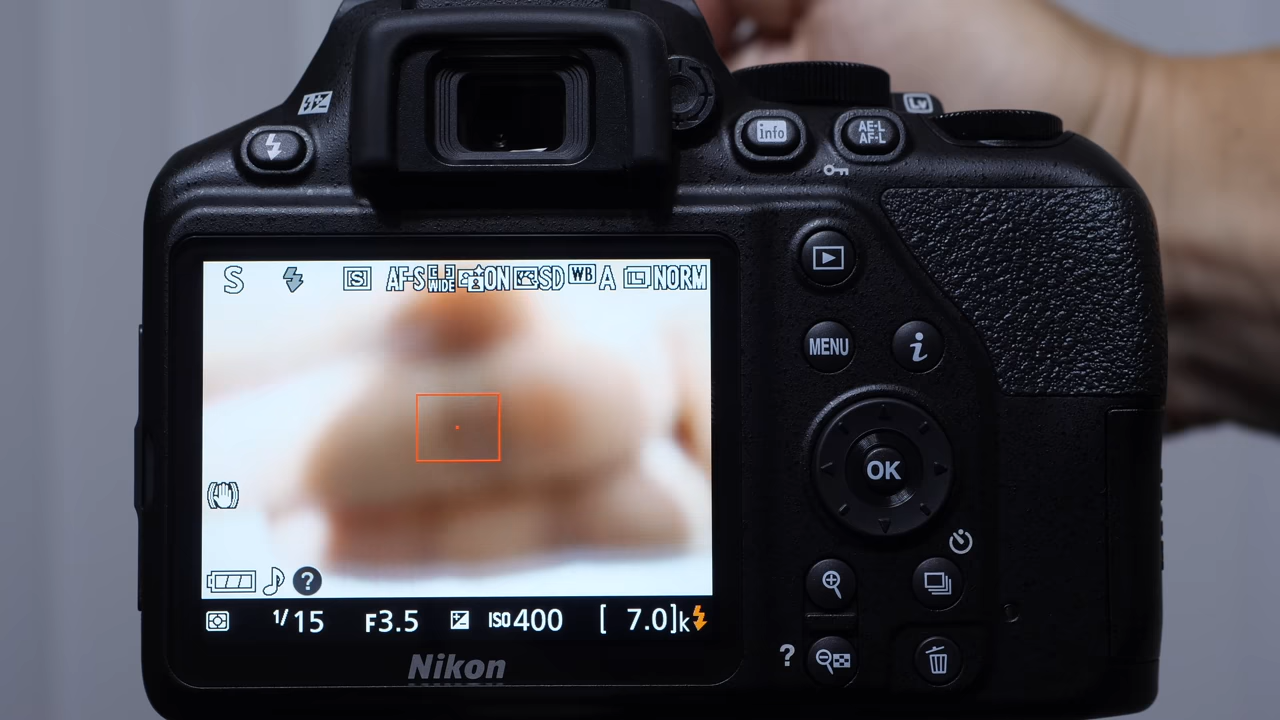 Lv
info
AE-L
AF-L
S S AF-S WIDE ON SD WB A L NORM
MENU i
OK
?
1/15 F3.5 ISO 400 [ 7.0]k
?
Nikon